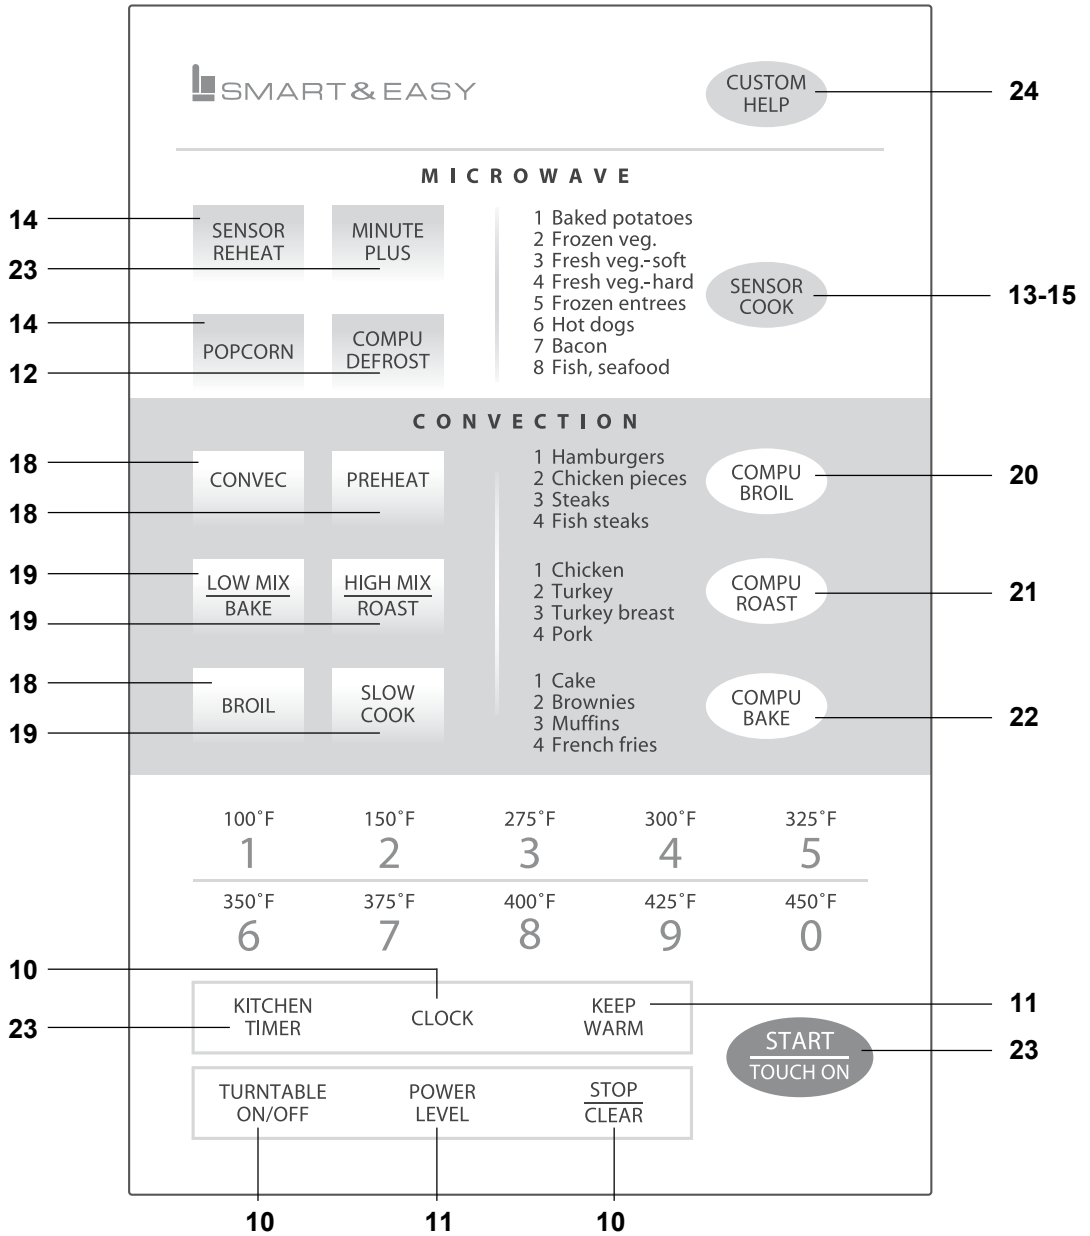 SMART & EASY
CUSTOM
HELP
24
MICROWAVE
14
SENSOR
REHEAT
MINUTE
PLUS
23
14
POPCORN
COMPU
DEFROST
12
1 Baked potatoes
2 Frozen veg.
3 Fresh veg.-soft
4 Fresh veg.-hard
5 Frozen entrees
6 Hot dogs
7 Bacon
8 Fish, seafood
SENSOR
COOK
13-15
CONVECTION
18
CONVEC
PREHEAT
18
1 Hamburgers
2 Chicken pieces
3 Steaks
4 Fish steaks
COMPU
BROIL
20
19
LOW MIX
BAKE
HIGH MIX
ROAST
19
1 Chicken
2 Turkey
3 Turkey breast
4 Pork
COMPU
ROAST
21
18
BROIL
SLOW
COOK
19
1 Cake
2 Brownies
3 Muffins
4 French fries
COMPU
BAKE
22
100˚F 150˚F 275˚F 300˚F 325˚F
1 2 3 4 5
350˚F 375˚F 400˚F 425˚F 450˚F
6 7 8 9 0
10
KITCHEN
TIMER
23
CLOCK
KEEP
WARM
11
START
TOUCH ON
23
TURNTABLE
ON/OFF
POWER
LEVEL
STOP
CLEAR
10 11 10